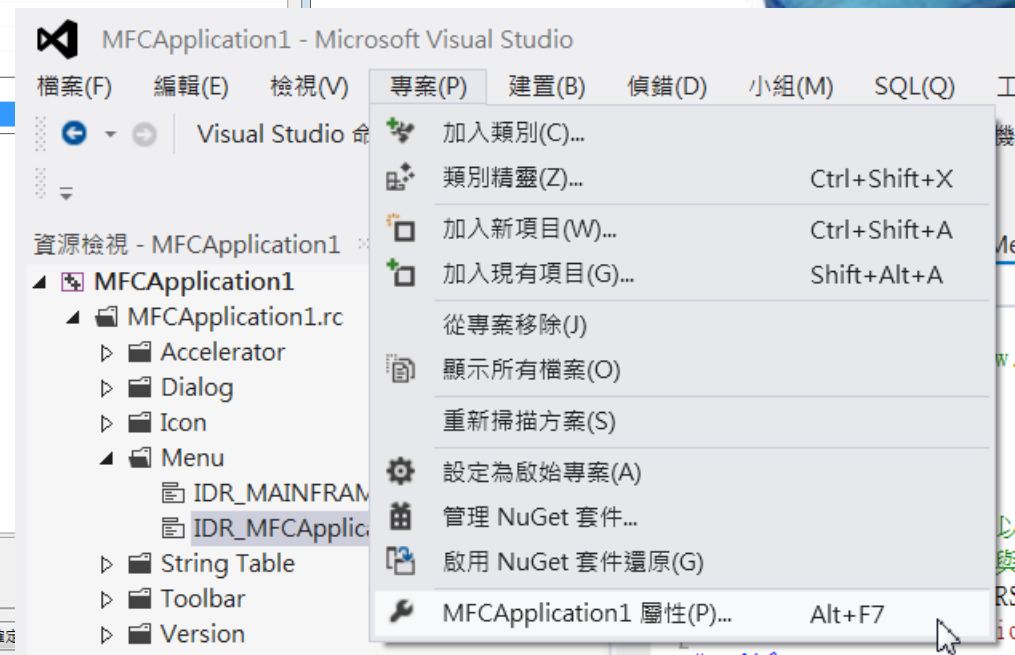 MFCApplication1 - Microsoft Visual Studio
檔案(F) 編輯(E) 檢視(V) 專案(P) 建置(B) 偵錯(D) 小組(M) SQL(Q)
Visual Studio 命
加入類別(C)...
類別精靈(Z)... Ctrl+Shift+X
加入新項目(W)... Ctrl+Shift+A
加入現有項目(G)... Shift+Alt+A
從專案移除(J)
顯示所有檔案(O)
重新掃描方案(S)
設定為啟始專案(A)
管理 NuGet 套件...
啟用 NuGet 套件還原(G)
MFCApplication1 屬性(P)... Alt+F7
資源檢視 - MFCApplication1
MFCApplication1
MFCApplication1.rc
Accelerator
Dialog
Icon
Menu
IDR_MAINFRAM
IDR_MFCApplica
String Table
Toolbar
Version